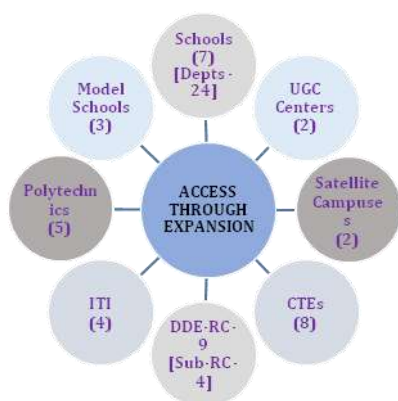 Schools
(7)
[Depts -
24]
UGC
Centers
(2)
Satellite
Campuse
s
(2)
CTEs
(8)
DDE-RC-
9
[Sub-RC-
4]
ITI
(4)
Polytechn
ics
(5)
Model
Schools
(3)
ACCESS
THROUGH
EXPANSION